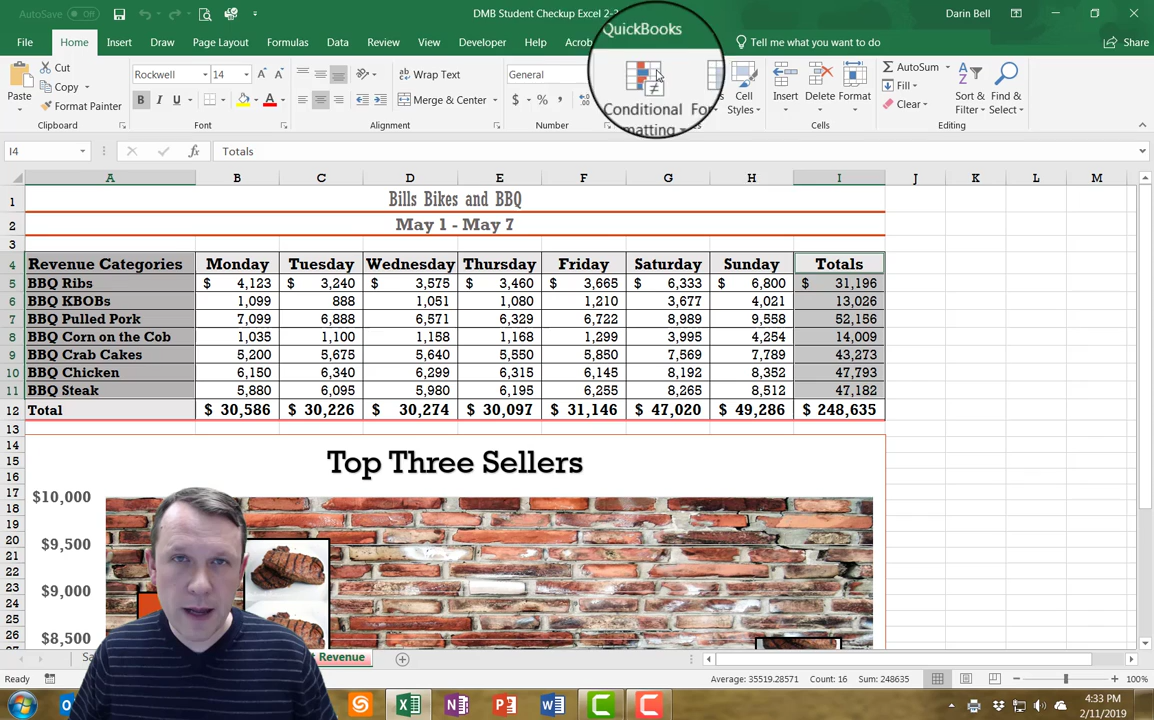 AutoSave Off DMB Student Checkup Excel 2- Darin Bell
QuickBooks
File Home Insert Draw Page Layout Formulas Data Review View Developer Help Acrob Tell me what you want to do Share
Paste Cut Copy Format Painter
Clipboard
Rockwell 14
B I U A
Font
Wrap Text
Merge & Center
Alignment
General
$ % ,
Number
Conditional
matting
Cell Styles
Insert Delete Format
Cells
AutoSum
Fill
Clear
Sort & Filter
Find & Select
Editing
I4 fx Totals
A B C D E F G H I J K L M
1 Bills Bikes and BBQ
2 May 1 - May 7
3
4 Revenue Categories Monday Tuesday Wednesday Thursday Friday Saturday Sunday Totals
5 BBQ Ribs $ 4,123 $ 3,240 $ 3,575 $ 3,460 $ 3,665 $ 6,333 $ 6,800 $ 31,196
6 BBQ KBOBs 1,099 888 1,051 1,080 1,210 3,677 4,021 13,026
7 BBQ Pulled Pork 7,099 6,888 6,571 6,329 6,722 8,989 9,558 52,156
8 BBQ Corn on the Cob 1,035 1,100 1,158 1,168 1,299 3,995 4,254 14,009
9 BBQ Crab Cakes 5,200 5,675 5,640 5,550 5,850 7,569 7,789 43,273
10 BBQ Chicken 6,150 6,340 6,299 6,315 6,145 8,192 8,352 47,793
11 BBQ Steak 5,880 6,095 5,980 6,195 6,255 8,265 8,512 47,182
12 Total $ 30,586 $ 30,226 $ 30,274 $ 30,097 $ 31,146 $ 47,020 $ 49,286 $ 248,635
13
14
15 Top Three Sellers
16
17 $10,000
18
19
20 $9,500
21
22
23 $9,000
24
25
26 $8,500
Revenue
Ready Average: 35519.28571 Count: 16 Sum: 248635 100%
4:33 PM
2/11/2019